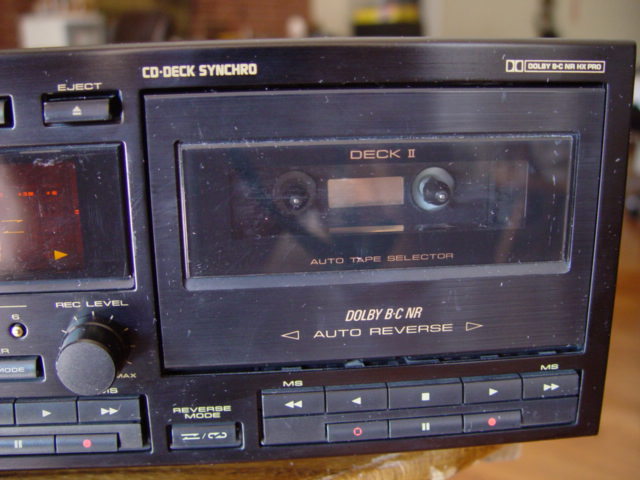 CD-DECK SYNCHRO
DOLBY B·C NR HX PRO
EJECT
DECK II
AUTO TAPE SELECTOR
REC LEVEL
DOLBY B·C NR
AUTO REVERSE
6
MODE
MAX
MS
MS
REVERSE
MODE